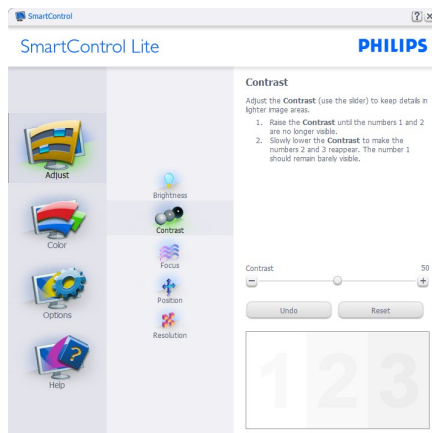 SmartControl
SmartControl Lite
PHILIPS
Adjust
Color
Options
Help
Brightness
Contrast
Focus
Position
Resolution
Contrast
Adjust the Contrast (use the slider) to keep details in
lighter image areas.
1. Raise the Contrast until the numbers 1 and 2
are no longer visible.
2. Slowly lower the Contrast to make the
numbers 2 and 3 reappear. The number 1
should remain barely visible.
Contrast 50
Undo Reset
1 2 3